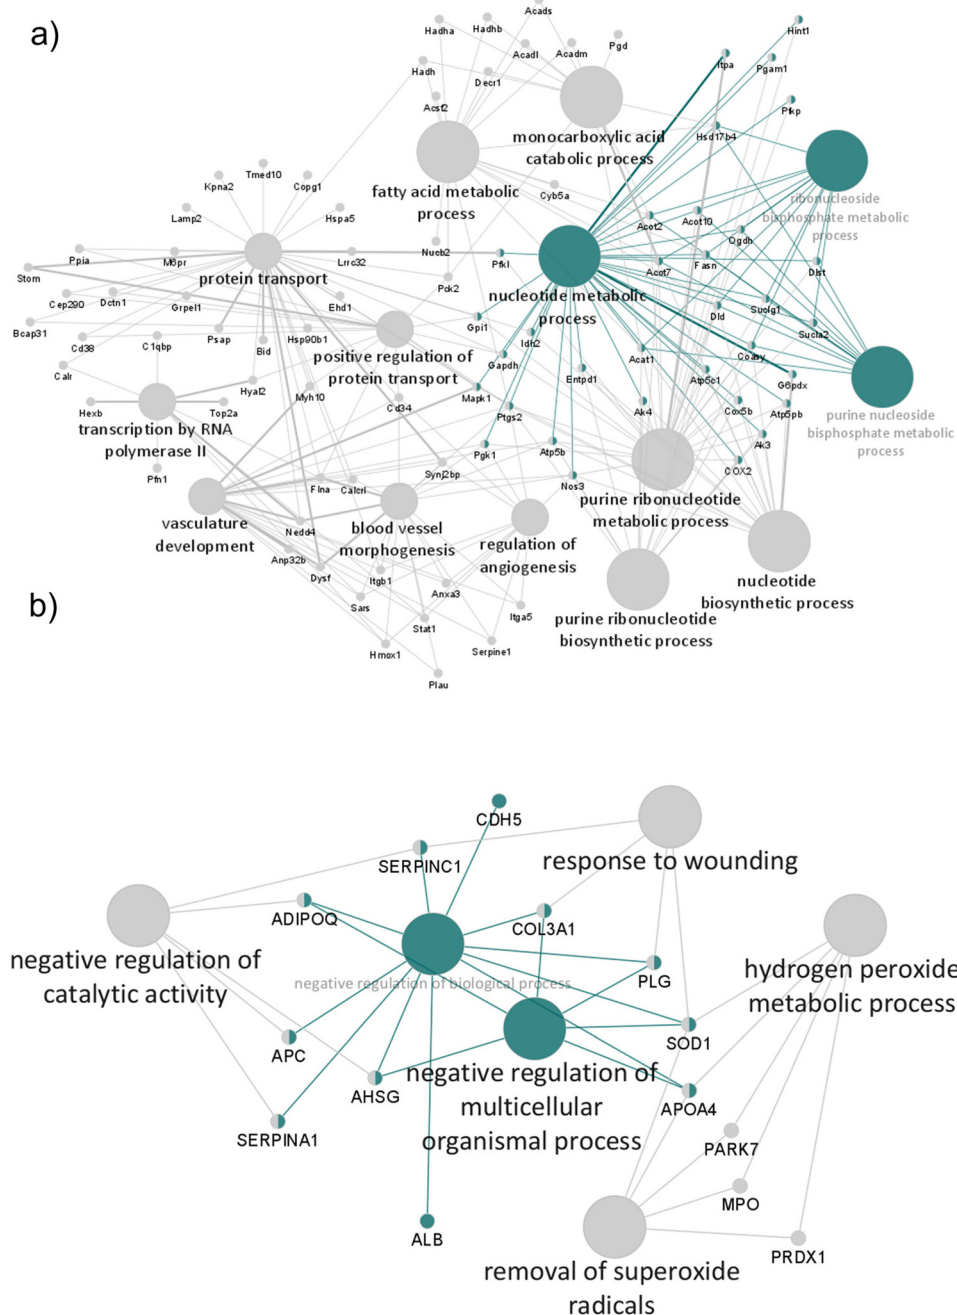 a)
Acads
Hadha
Hadhb
Hint1
Acadl
Acadm
Pgd
Hadh
Decr1
Itpa
Pgam1
Acsf2
Pfkp
monocarboxylic acid
catabolic process
Hsd17b4
fatty acid metabolic
process
Tmed10
Kpna2
Copg1
Cyb5a
ribonucleoside
bisphosphate metabolic
process
Lamp2
Hspa5
Acot2
Acot10
Ogdh
Nucb2
Ppia
M6pr
Lrrc32
Pfkl
Acot7
Fasn
Dlst
Stom
protein transport
Pck2
nucleotide metabolic
process
Cep290
Dctn1
Grpel1
Ehd1
Dld
Suclg1
Bcap31
Gpi1
Sucla2
Cd38
C1qbp
Psap
Bid
Hsp90b1
Idh2
Acat1
Coasy
positive regulation of
protein transport
Gapdh
Calr
Entpd1
Atp5c1
G6pdx
Hyal2
Myh10
Mapk1
Hexb
Top2a
Cd34
Ptgs2
Ak4
Cox5b
Atp5pb
purine nucleoside
bisphosphate metabolic
process
transcription by RNA
polymerase II
Pgk1
Atp5b
Ak3
Pfn1
Synj2bp
COX2
Flna
Calcrl
Nos3
purine ribonucleotide
metabolic process
vasculature
development
Nedd4
blood vessel
morphogenesis
regulation of
angiogenesis
Anp32b
Dysf
Itgb1
Anxa3
nucleotide
biosynthetic process
Sars
Itga5
purine ribonucleotide
biosynthetic process
b)
Stat1
Hmox1
Serpine1
Plau
CDH5
SERPINC1
response to wounding
ADIPOQ
COL3A1
negative regulation of
catalytic activity
negative regulation of biological process
PLG
hydrogen peroxide
metabolic process
APC
SOD1
AHSG
negative regulation of
multicellular
organismal process
APOA4
SERPINA1
PARK7
MPO
ALB
PRDX1
removal of superoxide
radicals